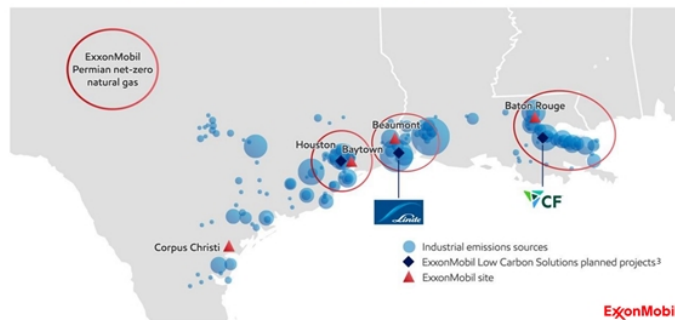 ExxonMobil
Permian net-zero
natural gas
Houston
Baytown
Beaumont
Baton Rouge
Linde
CF
Corpus Christi
Industrial emissions sources
ExxonMobil Low Carbon Solutions planned projects³
ExxonMobil site
ExxonMobil